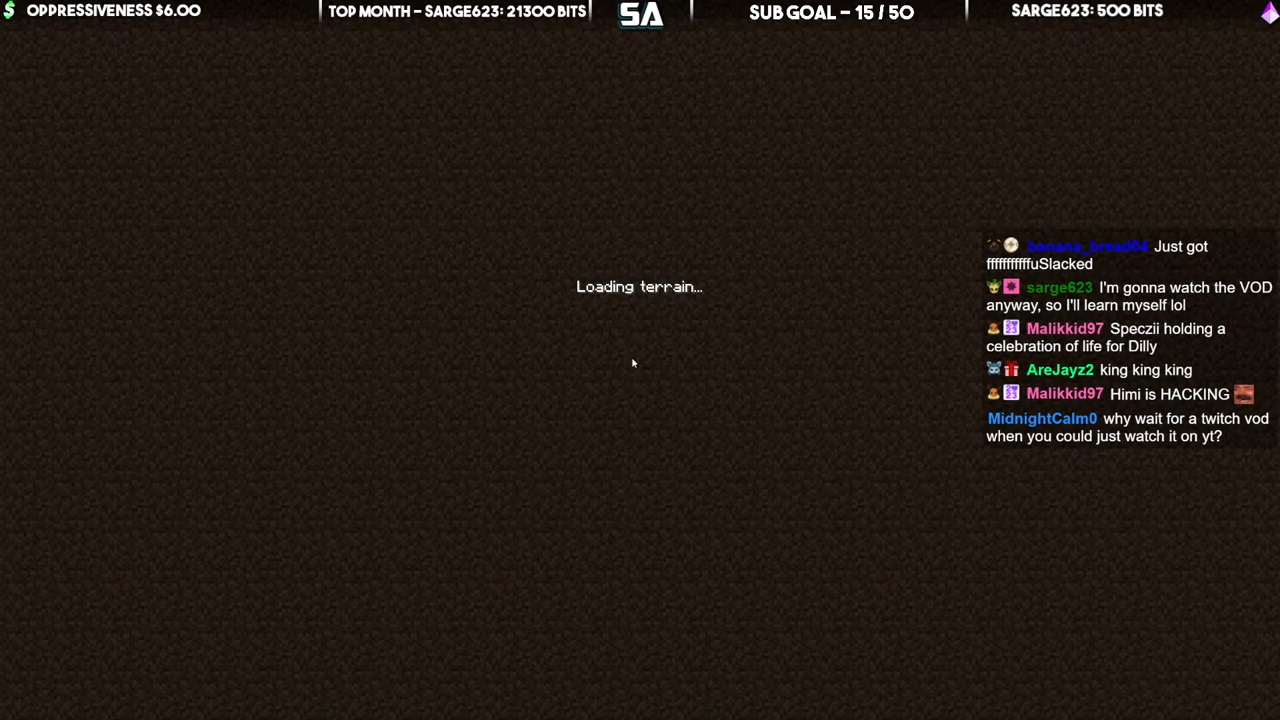 $ OPPRESSIVENESS $6.00
TOP MONTH - SARGE623: 21300 BITS
SA
SUB GOAL - 15 / 50
SARGE623: 500 BITS
Loading terrain...
banana_bread04 Just got
ffffffffffuSlacked
sarge623 I'm gonna watch the VOD
anyway, so I'll learn myself lol
Malikkid97 Speczii holding a
celebration of life for Dilly
AreJayz2 king king king
Malikkid97 Himi is HACKING
MidnightCalm0 why wait for a twitch vod
when you could just watch it on yt?